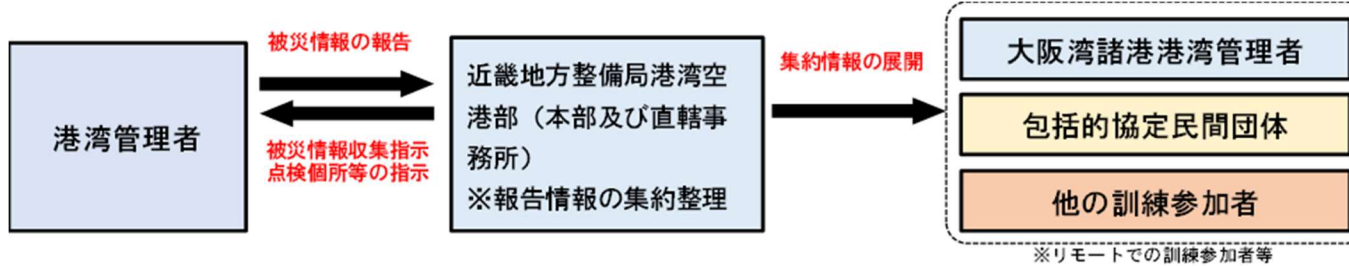 港湾管理者
被災情報の報告
被災情報収集指示
点検個所等の指示
近畿地方整備局港湾空
港部（本部及び直轄事
務所）
※報告情報の集約整理
集約情報の展開
大阪湾諸港港湾管理者
包括的協定民間団体
他の訓練参加者
※リモートでの訓練参加者等